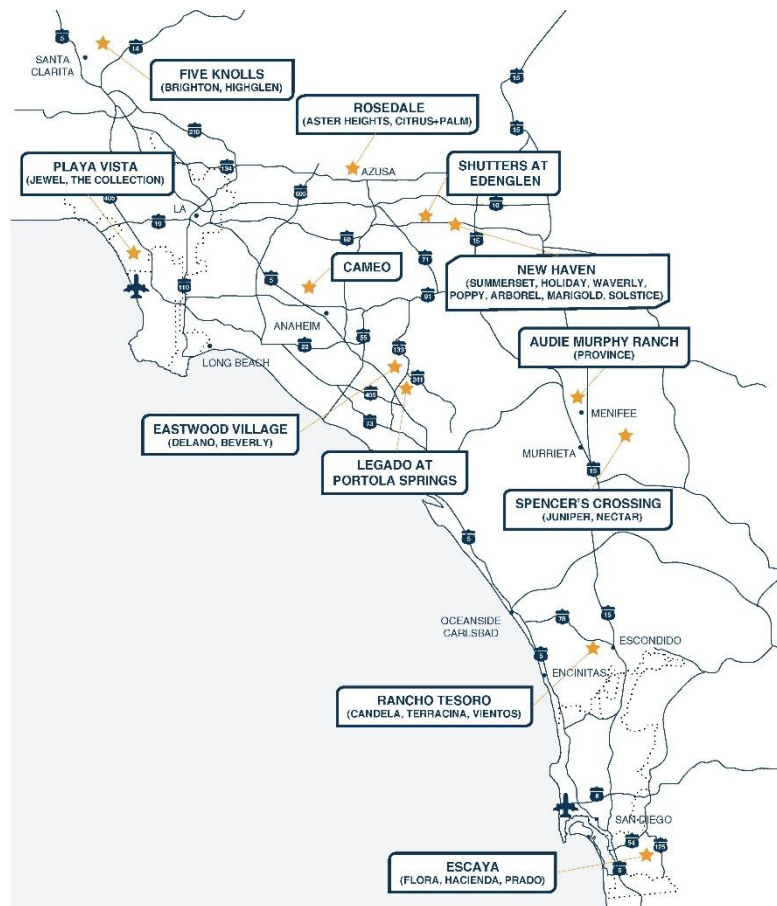 5
14
SANTA
CLARITA
15
FIVE KNOLLS
(BRIGHTON, HIGHGLEN)
ROSEDALE
(ASTER HEIGHTS, CITRUS+PALM)
15
210
PLAYA VISTA
(JEWEL, THE COLLECTION)
134
AZUSA
SHUTTERS AT
EDENGLEN
605
405
LA
10
10
60
15
71
CAMEO
NEW HAVEN
(SUMMERSET, HOLIDAY, WAVERLY,
POPPY, ARBOREL, MARIGOLD, SOLSTICE)
5
110
91
ANAHEIM
55
22
133
LONG BEACH
AUDIE MURPHY RANCH
(PROVINCE)
241
405
73
MENIFEE
EASTWOOD VILLAGE
(DELANO, BEVERLY)
MURRIETA
LEGADO AT
PORTOLA SPRINGS
15
SPENCER'S CROSSING
(JUNIPER, NECTAR)
5
OCEANSIDE
CARLSBAD
78
15
ESCONDIDO
5
ENCINITAS
RANCHO TESORO
(CANDELA, TERRACINA, VIENTOS)
8
SAN DIEGO
54
125
ESCAYA
(FLORA, HACIENDA, PRADO)
5